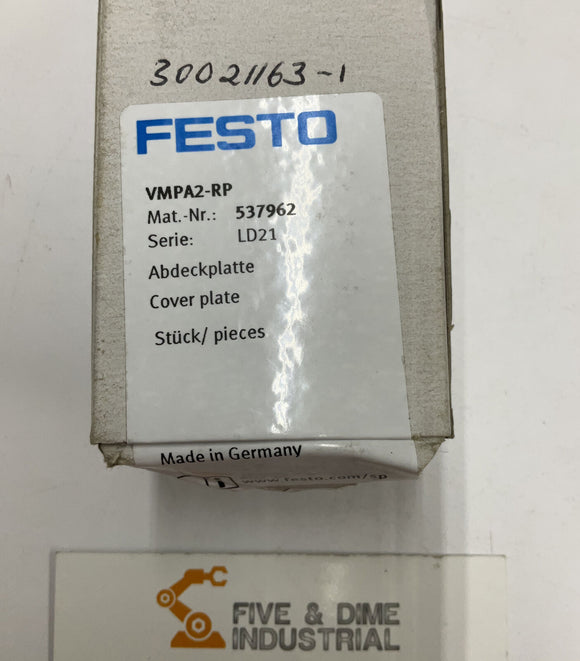 30021163-1
FESTO
VMPA2-RP
Mat.-Nr.: 537962
Serie: LD21
Abdeckplatte
Cover plate
Stück/ pieces
Made in Germany
www.festo.com/sp
FIVE & DIME
INDUSTRIAL